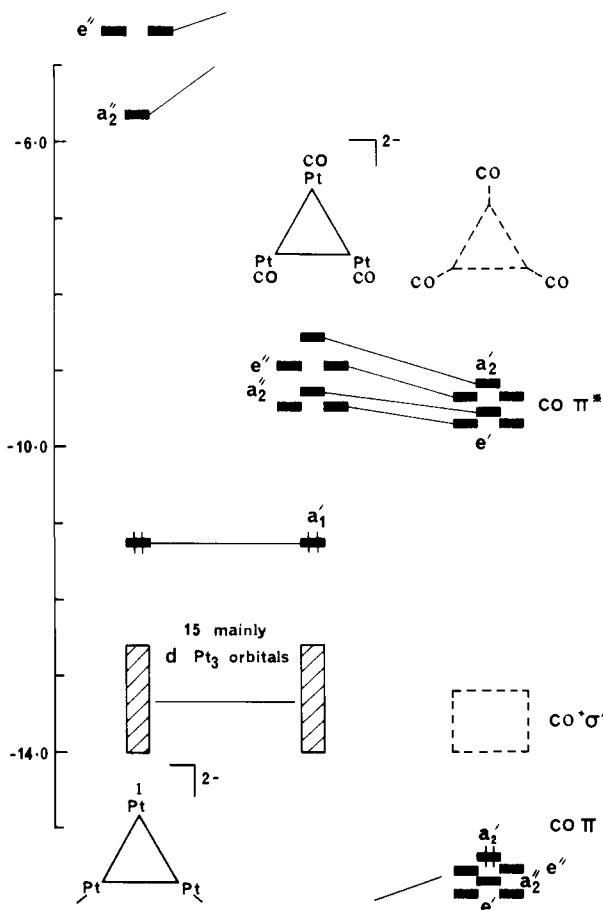 e″
a₂″
-6·0
2-
CO
Pt
Pt Pt
CO CO
CO
CO CO
e″
a₂″
a₂′
CO π*
e′
-10·0
a₁′
15 mainly
d Pt₃ orbitals
CO
-14·0
2-
1
Pt
Pt Pt
CO π
a₂′
e″
a₂″
e′